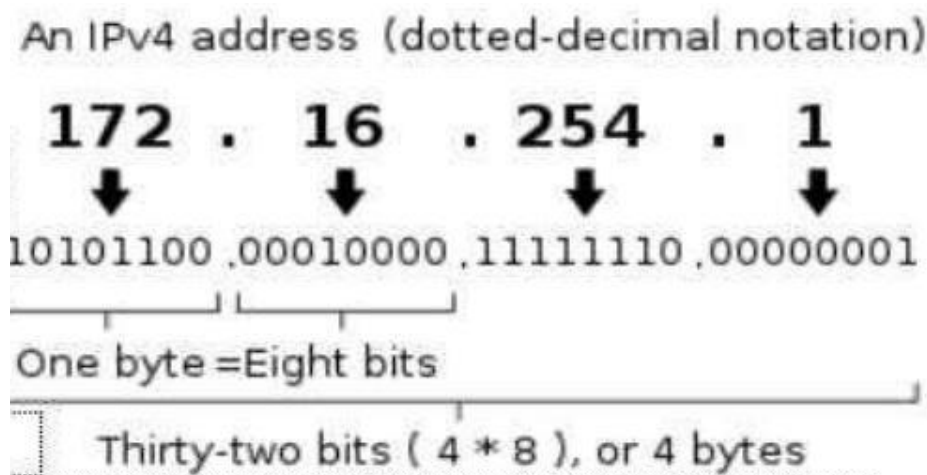 An IPv4 address (dotted-decimal notation)
172 . 16 . 254 . 1
10101100 .00010000 .11111110 .00000001
One byte =Eight bits
Thirty-two bits ( 4 * 8 ), or 4 bytes